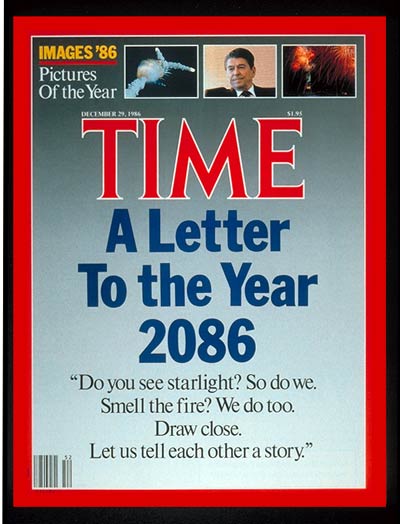 IMAGES '86
Pictures
Of the Year
DECEMBER 29, 1986
$1.95
TIME
A Letter
To the Year
2086
“Do you see starlight? So do we.
Smell the fire? We do too.
Draw close.
Let us tell each other a story.”
52